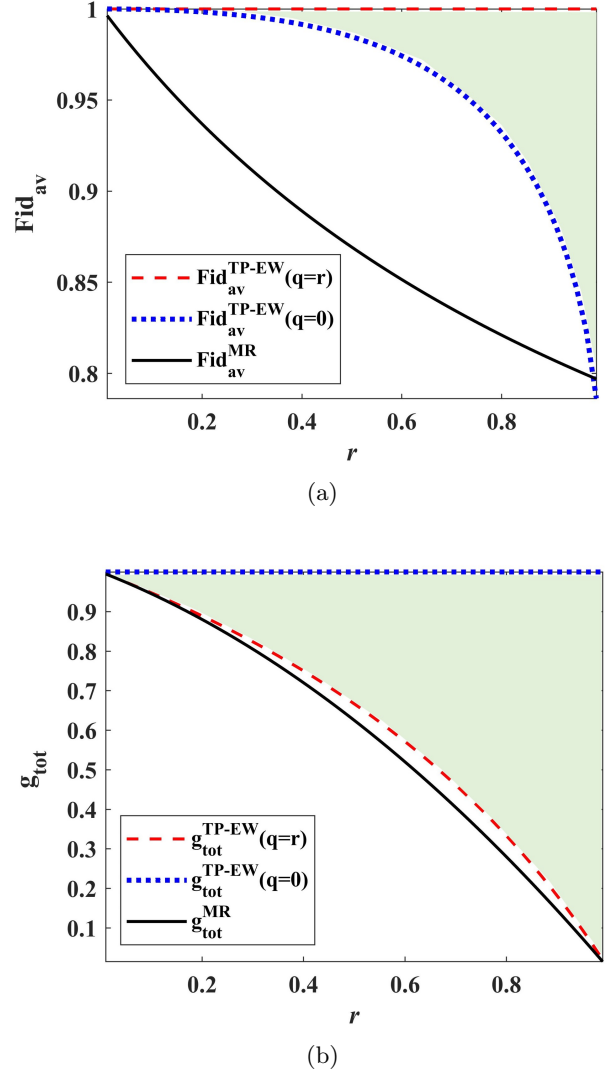 1
0.95
0.9
0.85
0.8
Fid_av
Fid_av^TP-EW(q=r)
Fid_av^TP-EW(q=0)
Fid_av^MR
0.2 0.4 0.6 0.8
r
(a)
0.9
0.8
0.7
0.6
0.5
0.4
0.3
0.2
0.1
g_tot
g_tot^TP-EW(q=r)
g_tot^TP-EW(q=0)
g_tot^MR
0.2 0.4 0.6 0.8
r
(b)